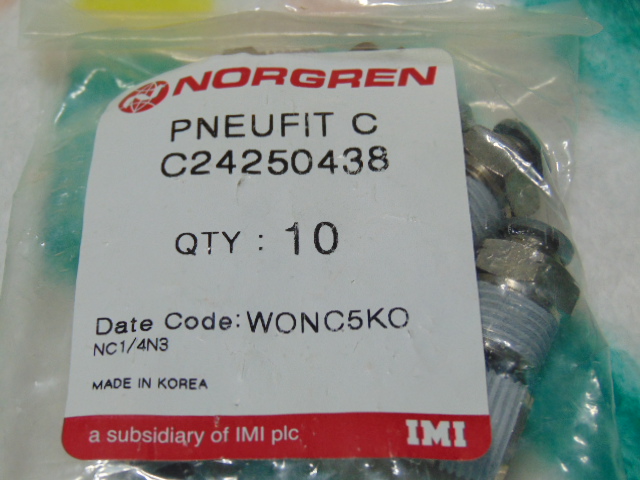 NORGREN
PNEUFIT C
C24250438
QTY : 10
Date Code: WONC5KO
NC1/4N3
MADE IN KOREA
a subsidiary of IMI plc IMI